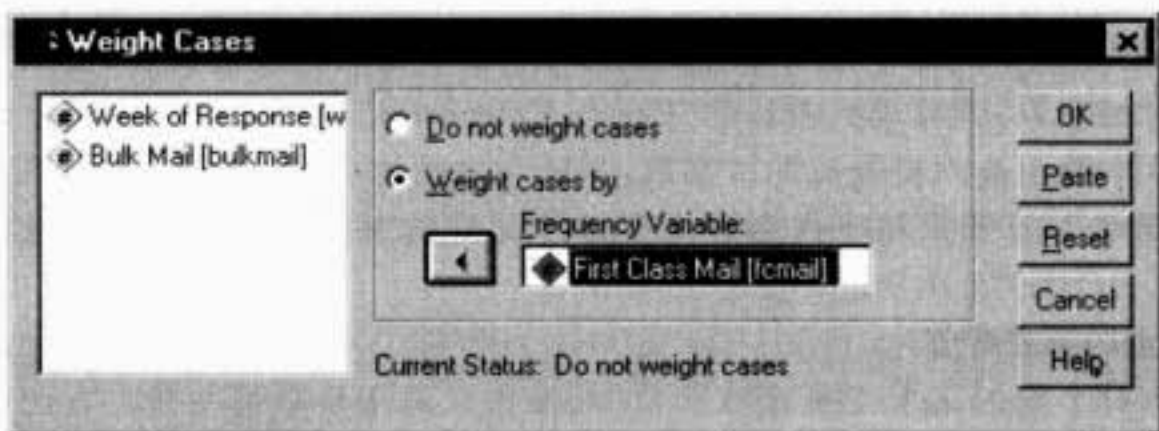 Weight Cases
Week of Response [w
Bulk Mail [bulkmail]
Do not weight cases
Weight cases by
Frequency Variable:
First Class Mail [fcmail]
Current Status: Do not weight cases
OK
Paste
Reset
Cancel
Help